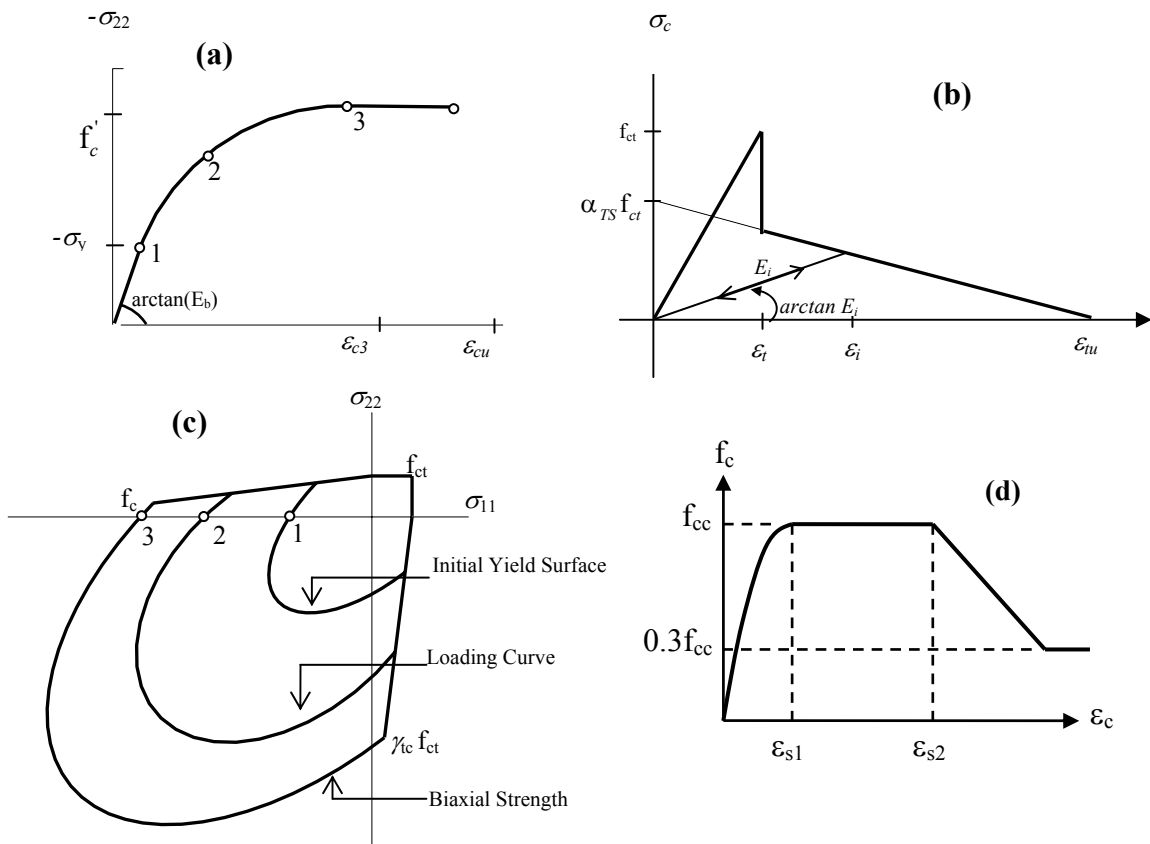 -σ22
(a)
f'c
-σy
1
2
3
arctan(Eb)
εc3
εcu
σc
(b)
fct
αTS fct
Ei
arctan Ei
εt
εi
εtu
σ22
(c)
fct
fc
σ11
3
2
1
Initial Yield Surface
Loading Curve
γtc fct
Biaxial Strength
fc
(d)
fcc
0.3fcc
εc
εs1
εs2